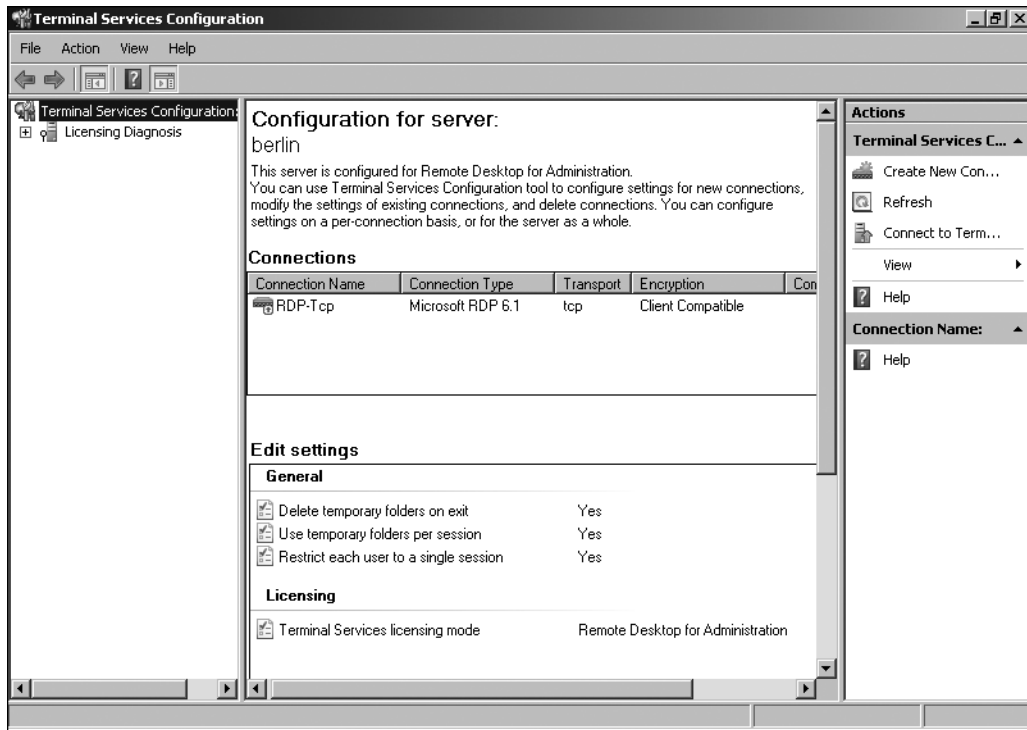 Terminal Services Configuration
File Action View Help
Terminal Services Configuration:
Licensing Diagnosis
Configuration for server:
berlin
This server is configured for Remote Desktop for Administration.
You can use Terminal Services Configuration tool to configure settings for new connections,
modify the settings of existing connections, and delete connections. You can configure
settings on a per-connection basis, or for the server as a whole.
Connections
Connection Name Connection Type Transport Encryption Con
RDP-Tcp Microsoft RDP 6.1 tcp Client Compatible
Edit settings
General
Delete temporary folders on exit Yes
Use temporary folders per session Yes
Restrict each user to a single session Yes
Licensing
Terminal Services licensing mode Remote Desktop for Administration
Actions
Terminal Services C...
Create New Con...
Refresh
Connect to Term...
View
Help
Connection Name:
Help